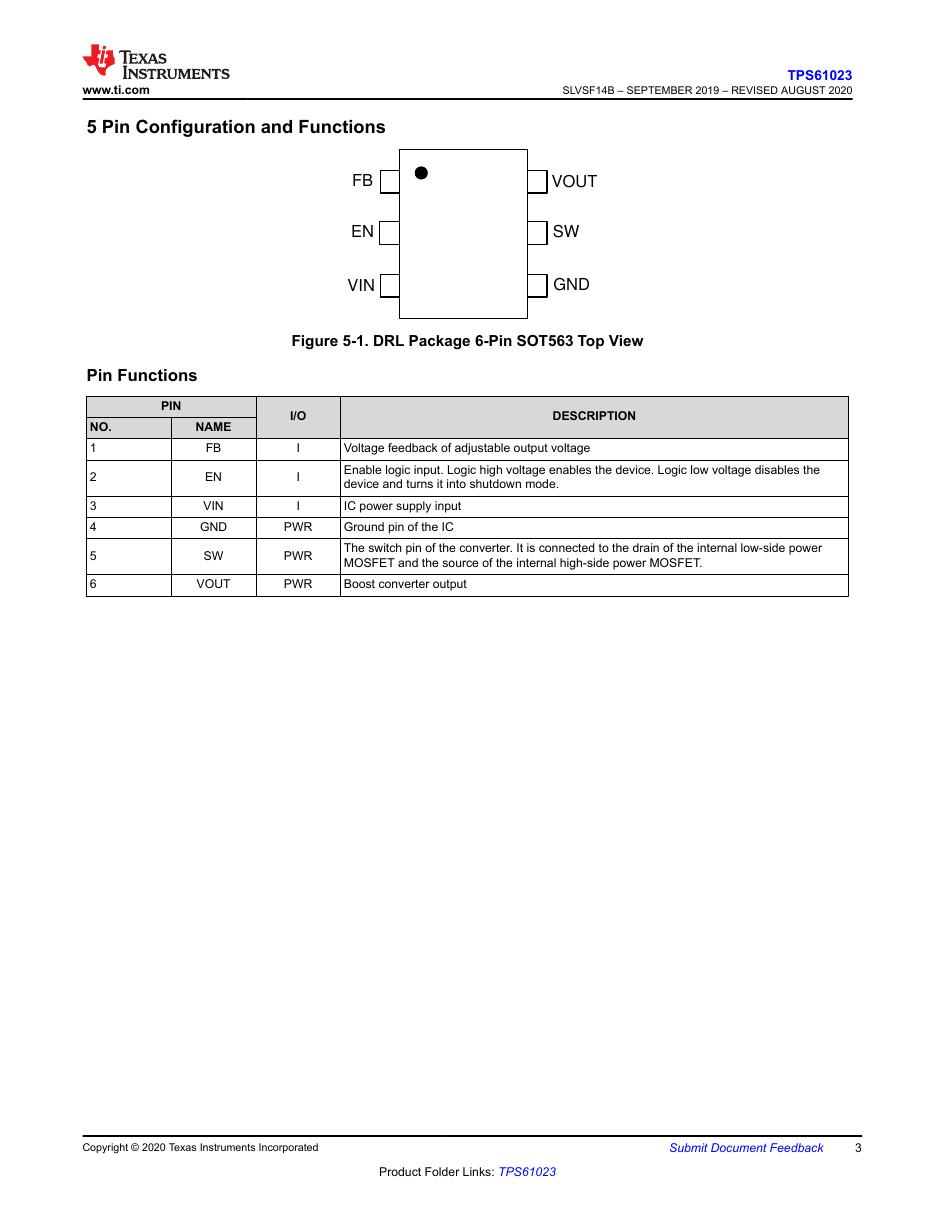 TEXAS
INSTRUMENTS
www.ti.com
TPS61023
SLVSF14B – SEPTEMBER 2019 – REVISED AUGUST 2020
5 Pin Configuration and Functions
FB
VOUT
EN
SW
VIN
GND
Figure 5-1. DRL Package 6-Pin SOT563 Top View
Pin Functions
PIN
I/O
DESCRIPTION
NO.
NAME
1 FB I Voltage feedback of adjustable output voltage
2 EN I Enable logic input. Logic high voltage enables the device. Logic low voltage disables the
device and turns it into shutdown mode.
3 VIN I IC power supply input
4 GND PWR Ground pin of the IC
5 SW PWR The switch pin of the converter. It is connected to the drain of the internal low-side power
MOSFET and the source of the internal high-side power MOSFET.
6 VOUT PWR Boost converter output
Copyright © 2020 Texas Instruments Incorporated
Submit Document Feedback 3
Product Folder Links: TPS61023